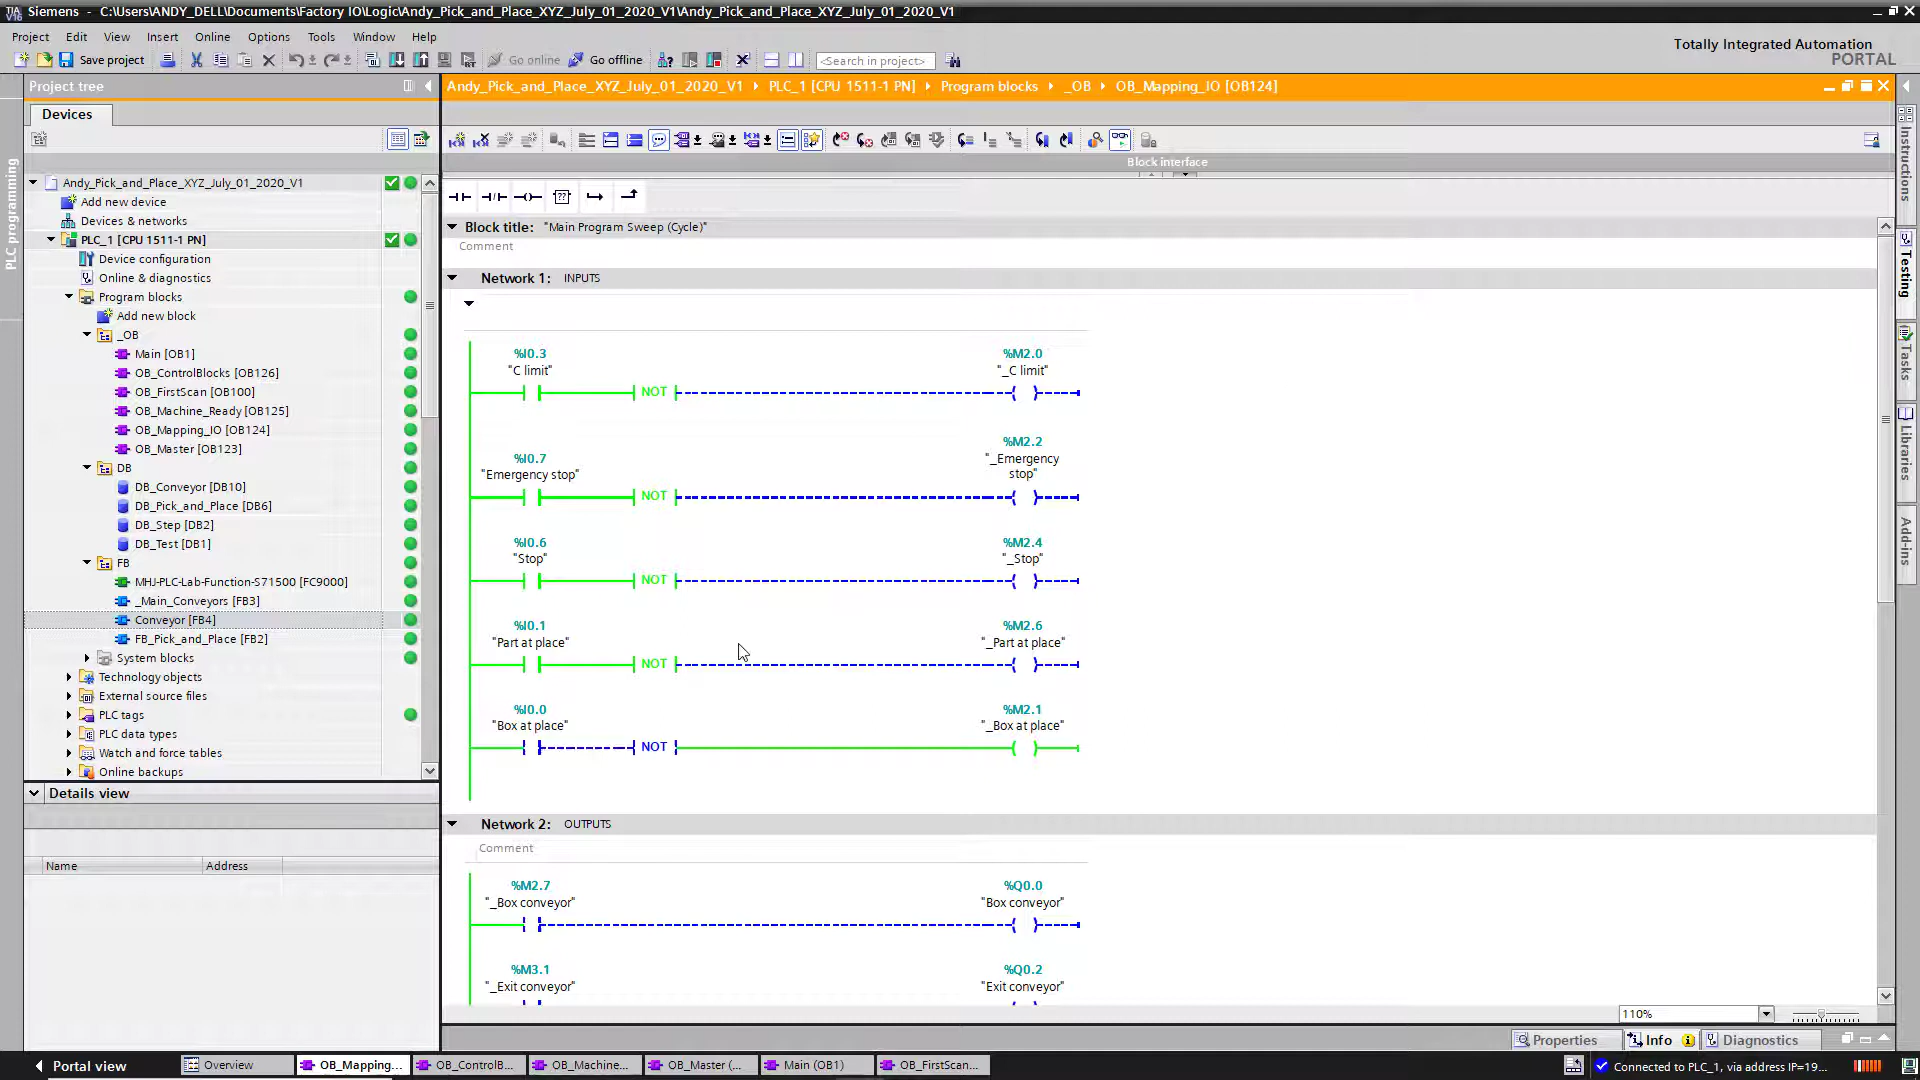 Siemens - C:\Users\ANDY_DELL\Documents\Factory IO\Logic\Andy_Pick_and_Place_XYZ_July_01_2020_V1\Andy_Pick_and_Place_XYZ_July_01_2020_V1
Project Edit View Insert Online Options Tools Window Help
Totally Integrated Automation
PORTAL
Save project
Go online
Go offline
<Search in project>
Project tree
Andy_Pick_and_Place_XYZ_July_01_2020_V1 PLC_1 [CPU 1511-1 PN] Program blocks _OB OB_Mapping_IO [OB124]
Devices
PLC programming
Andy_Pick_and_Place_XYZ_July_01_2020_V1
Add new device
Devices & networks
PLC_1 [CPU 1511-1 PN]
Device configuration
Online & diagnostics
Program blocks
Add new block
_OB
Main [OB1]
OB_ControlBlocks [OB126]
OB_FirstScan [OB100]
OB_Machine_Ready [OB125]
OB_Mapping_IO [OB124]
OB_Master [OB123]
DB
DB_Conveyor [DB10]
DB_Pick_and_Place [DB6]
DB_Step [DB2]
DB_Test [DB1]
FB
MHJ-PLC-Lab-Function-S71500 [FC9000]
_Main_Conveyors [FB3]
Conveyor [FB4]
FB_Pick_and_Place [FB2]
System blocks
Technology objects
External source files
PLC tags
PLC data types
Watch and force tables
Online backups
Details view
Name Address
Block interface
??
Block title: "Main Program Sweep (Cycle)"
Comment
Network 1: INPUTS
%I0.3 %M2.0
"C limit" "_C limit"
NOT
%I0.7 %M2.2
"Emergency stop" "_Emergency
stop"
NOT
%I0.6 %M2.4
"Stop" "_Stop"
NOT
%I0.1 %M2.6
"Part at place" "_Part at place"
NOT
%I0.0 %M2.1
"Box at place" "_Box at place"
NOT
Network 2: OUTPUTS
Comment
%M2.7 %Q0.0
"_Box conveyor" "Box conveyor"
%M3.1 %Q0.2
"_Exit conveyor" "Exit conveyor"
110%
Instructions
Testing
Tasks
Libraries
Add-ins
Properties Info Diagnostics
Portal view Overview OB_Mapping... OB_ControlB... OB_Machine... OB_Master (... Main (OB1) OB_FirstScan... Connected to PLC_1, via address IP=19...